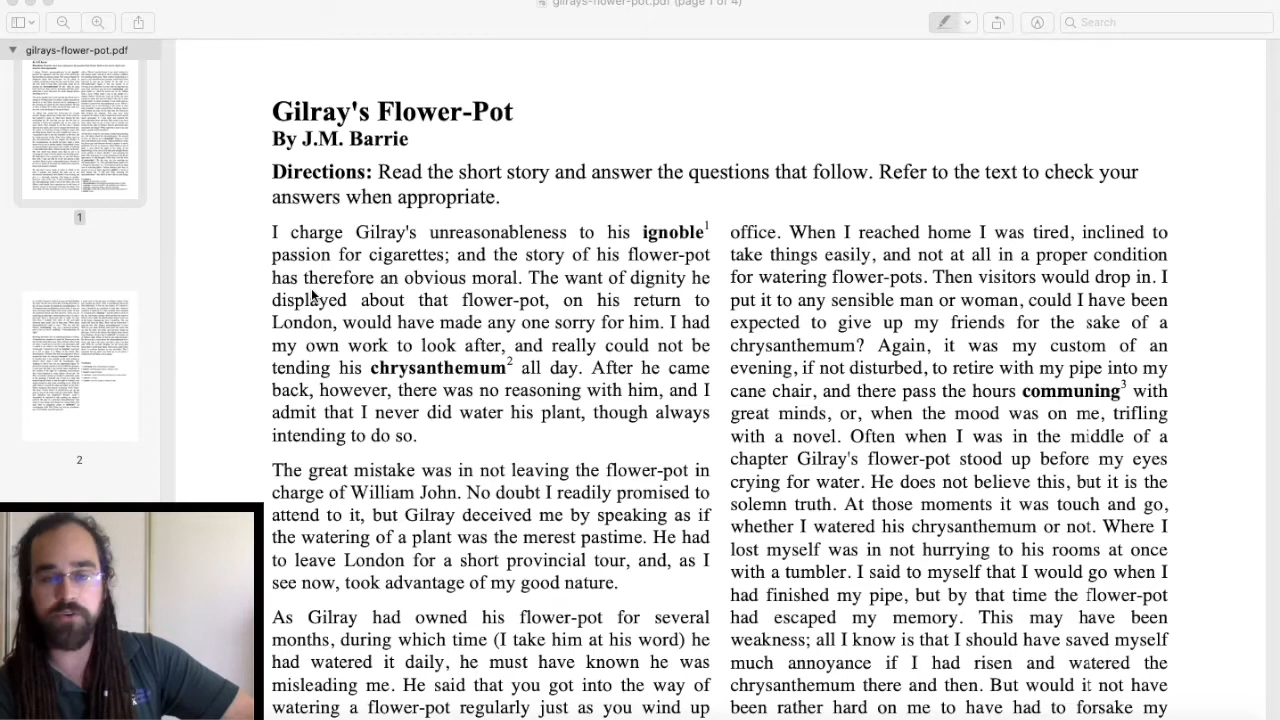 gilrays-flower-pot.pdf (page 1 of 4)
Search
gilrays-flower-pot.pdf
1
2
Gilray's Flower-Pot
By J.M. Barrie
Directions: Read the short story and answer the questions that follow. Refer to the text to check your
answers when appropriate.
I charge Gilray's unreasonableness to his ignoble1
passion for cigarettes; and the story of his flower-pot
has therefore an obvious moral. The want of dignity he
displayed about that flower-pot, on his return to
London, would have made any one sorry for him. I had
my own work to look after, and really could not be
tending his chrysanthemum2 all day. After he came
back, however, there was no reasoning with him, and I
admit that I never did water his plant, though always
intending to do so.
The great mistake was in not leaving the flower-pot in
charge of William John. No doubt I readily promised to
attend to it, but Gilray deceived me by speaking as if
the watering of a plant was the merest pastime. He had
to leave London for a short provincial tour, and, as I
see now, took advantage of my good nature.
As Gilray had owned his flower-pot for several
months, during which time (I take him at his word) he
had watered it daily, he must have known he was
misleading me. He said that you got into the way of
watering a flower-pot regularly just as you wind up
office. When I reached home I was tired, inclined to
take things easily, and not at all in a proper condition
for watering flower-pots. Then visitors would drop in. I
put it to any sensible man or woman, could I have been
expected to give up my friends for the sake of a
chrysanthemum? Again, it was my custom of an
evening, if not disturbed, to retire with my pipe into my
cane chair, and there pass the hours communing3 with
great minds, or, when the mood was on me, trifling
with a novel. Often when I was in the middle of a
chapter Gilray's flower-pot stood up before my eyes
crying for water. He does not believe this, but it is the
solemn truth. At those moments it was touch and go,
whether I watered his chrysanthemum or not. Where I
lost myself was in not hurrying to his rooms at once
with a tumbler. I said to myself that I would go when I
had finished my pipe, but by that time the flower-pot
had escaped my memory. This may have been
weakness; all I know is that I should have saved myself
much annoyance if I had risen and watered the
chrysanthemum there and then. But would it not have
been rather hard on me to have had to forsake my